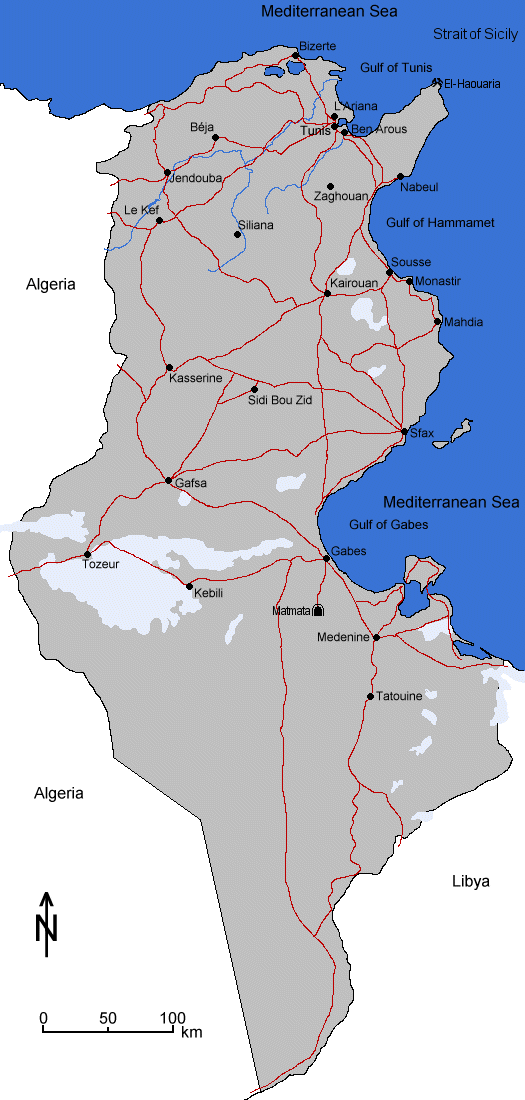 Mediterranean Sea
Strait of Sicily
Bizerte
Gulf of Tunis
El-Haouaria
L'Ariana
Béja
Tunis
Ben Arous
Jendouba
Zaghouan
Nabeul
Le Kef
Siliana
Gulf of Hammamet
Sousse
Algeria
Kairouan
Monastir
Mahdia
Kasserine
Sidi Bou Zid
Sfax
Gafsa
Mediterranean Sea
Gulf of Gabes
Gabes
Tozeur
Kebili
Matmata
Medenine
Tatouine
Algeria
Libya
N
0 50 100
km